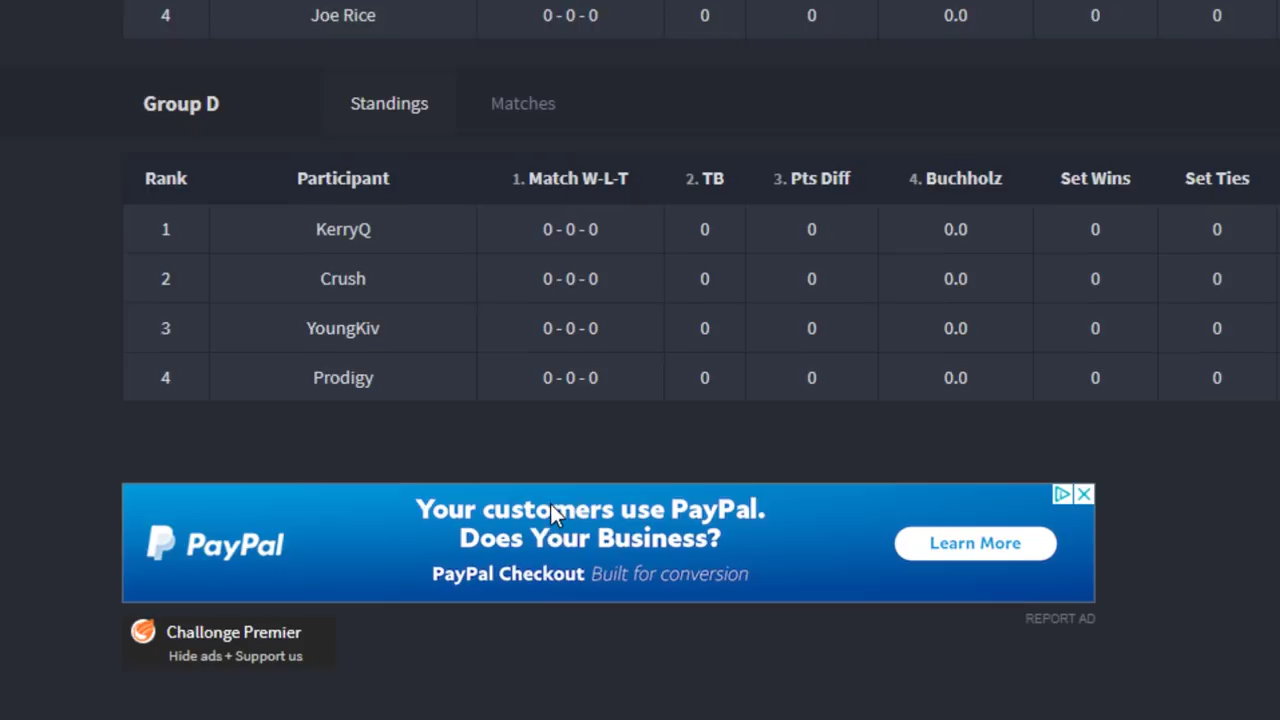 4 Joe Rice 0 - 0 - 0 0 0 0.0 0 0
Group D Standings Matches
Rank Participant 1. Match W-L-T 2. TB 3. Pts Diff 4. Buchholz Set Wins Set Ties
1 KerryQ 0 - 0 - 0 0 0 0.0 0 0
2 Crush 0 - 0 - 0 0 0 0.0 0 0
3 YoungKiv 0 - 0 - 0 0 0 0.0 0 0
4 Prodigy 0 - 0 - 0 0 0 0.0 0 0
PayPal
Your customers use PayPal.
Does Your Business?
PayPal Checkout Built for conversion
Learn More
REPORT AD
Challonge Premier
Hide ads + Support us